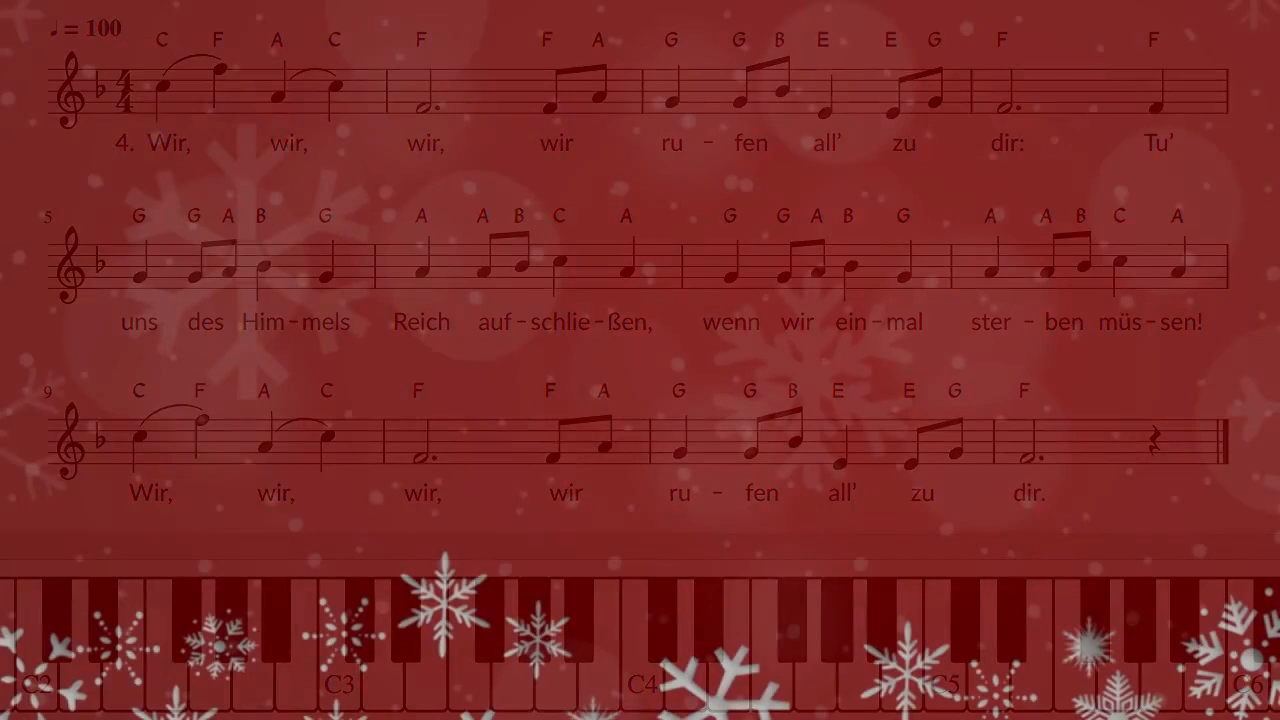 ♩ = 100
C F A C F F A G G B E E G F F
4. Wir, wir, wir, wir ru – fen all’ zu dir: Tu’
5
G G A B G A A B C A G G A B G A A B C A
uns des Him – mels Reich auf – schlie – ßen, wenn wir ein – mal ster – ben müs – sen!
9
C F A C F F A G G B E E G F
Wir, wir, wir, wir ru – fen all’ zu dir.
C2 C3 C4 C5 C6